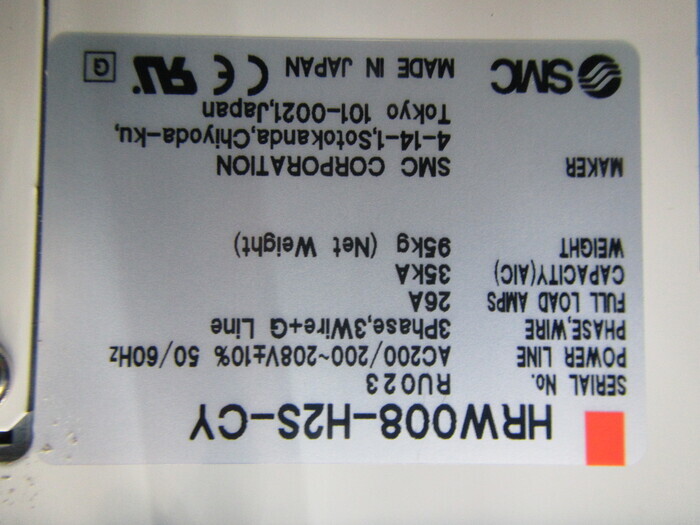 HRW008-H2S-CY
SERIAL No. RU023
POWER LINE AC200/200~208V±10% 50/60Hz
PHASE,WIRE 3Phase,3Wire+G Line
FULL LOAD AMPS 26A
CAPACITY(AIC) 35kA
WEIGHT 95kg (Net Weight)
MAKER SMC CORPORATION
4-14-1,Sotokanda,Chiyoda-ku,
Tokyo 101-0021,Japan
SMC MADE IN JAPAN CE RU G